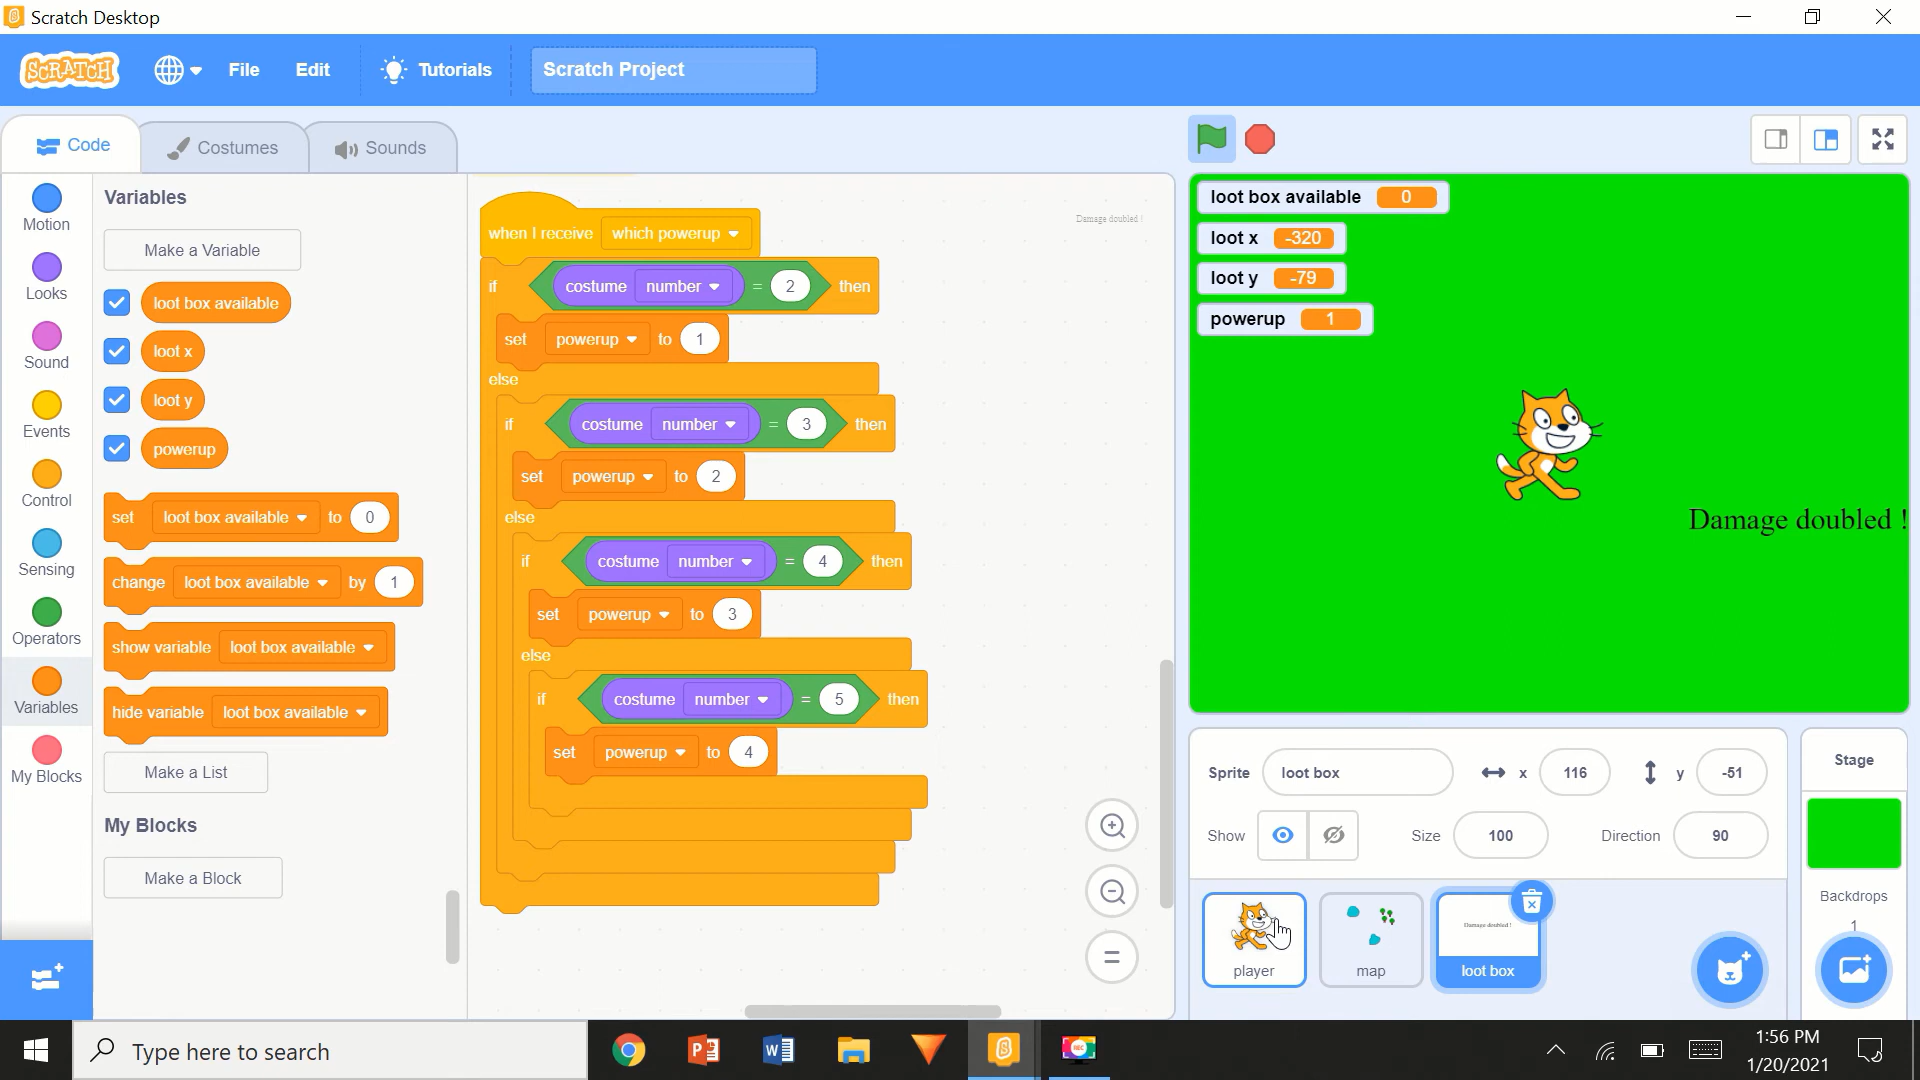 Scratch Desktop
SCRATCH File Edit Tutorials Scratch Project
Code Costumes Sounds
Motion
Looks
Sound
Events
Control
Sensing
Operators
Variables
My Blocks
Variables
Make a Variable
loot box available
loot x
loot y
powerup
set loot box available to 0
change loot box available by 1
show variable loot box available
hide variable loot box available
Make a List
My Blocks
Make a Block
when I receive which powerup
if costume number = 2 then
set powerup to 1
else
if costume number = 3 then
set powerup to 2
else
if costume number = 4 then
set powerup to 3
else
if costume number = 5 then
set powerup to 4
Damage doubled !
loot box available 0
loot x -320
loot y -79
powerup 1
Damage doubled !
Sprite loot box x 116 y -51
Show Size 100 Direction 90
player
map
Damage doubled !
loot box
Stage
Backdrops
1
Type here to search
1:56 PM
1/20/2021